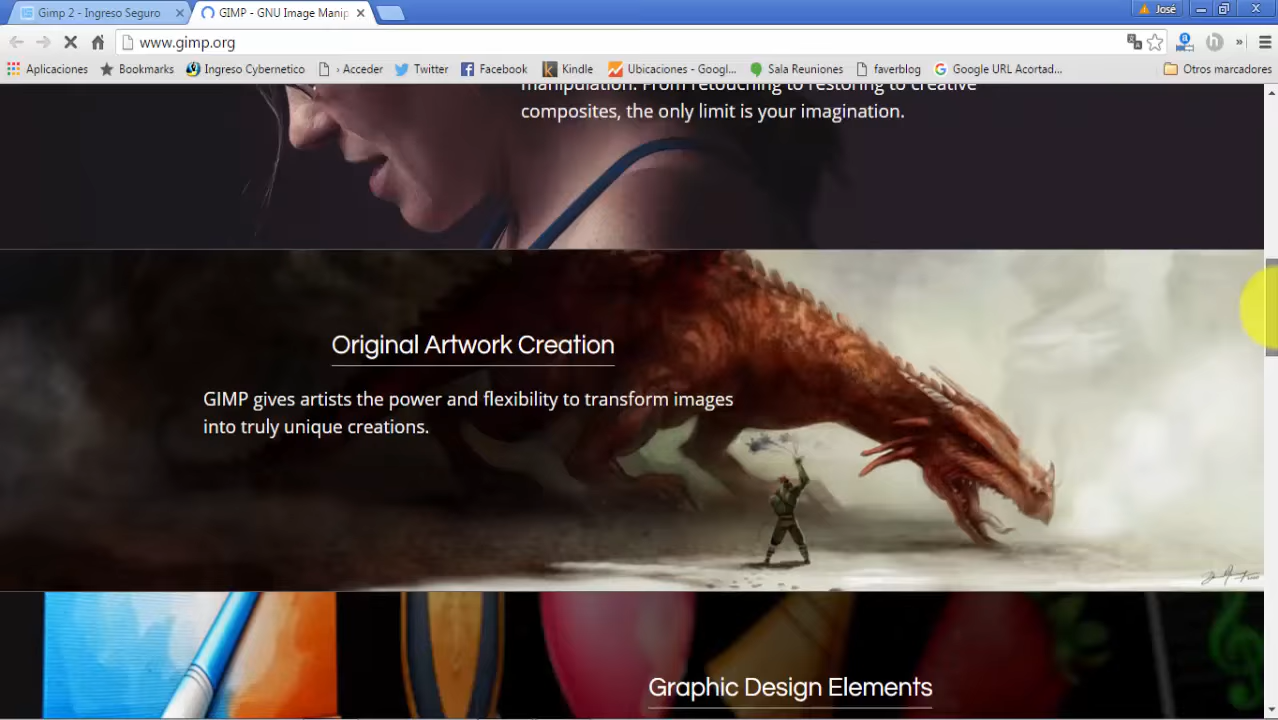 Gimp 2 - Ingreso Seguro
GIMP - GNU Image Manip
José
www.gimp.org
Aplicaciones
Bookmarks
Ingreso Cybernetico
› Acceder
Twitter
Facebook
Kindle
Ubicaciones - Googl...
Sala Reuniones
faverblog
Google URL Acortad...
Otros marcadores
manipulation. From retouching to restoring to creative
composites, the only limit is your imagination.
Original Artwork Creation
GIMP gives artists the power and flexibility to transform images
into truly unique creations.
Graphic Design Elements